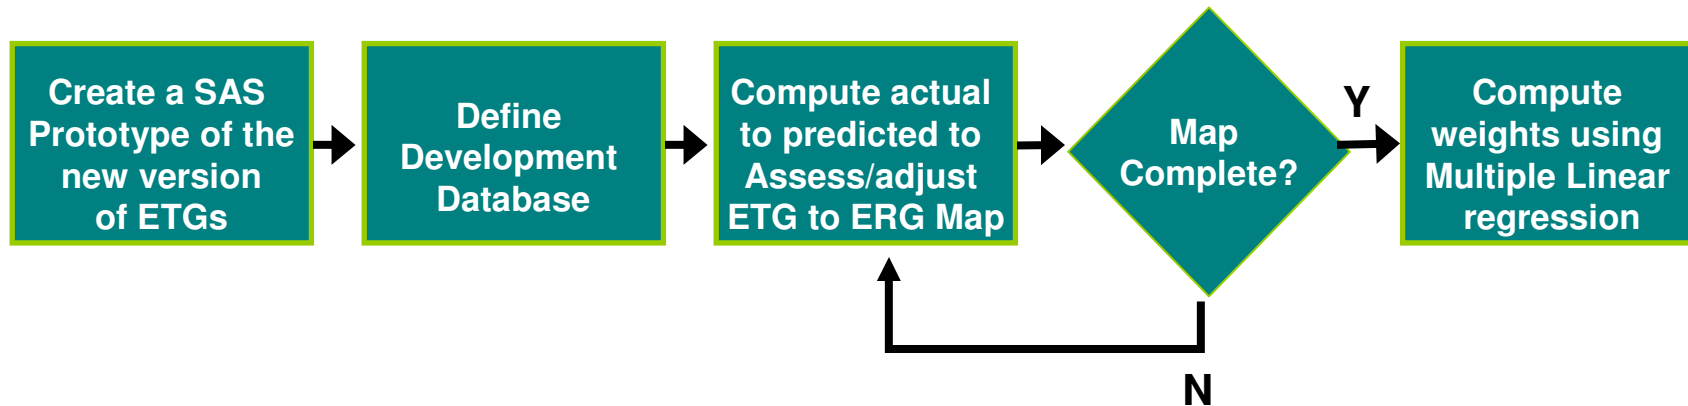 Create a SAS
Prototype of the
new version
of ETGs
Define
Development
Database
Compute actual
to predicted to
Assess/adjust
ETG to ERG Map
Map
Complete?
Y
N
Compute
weights using
Multiple Linear
regression